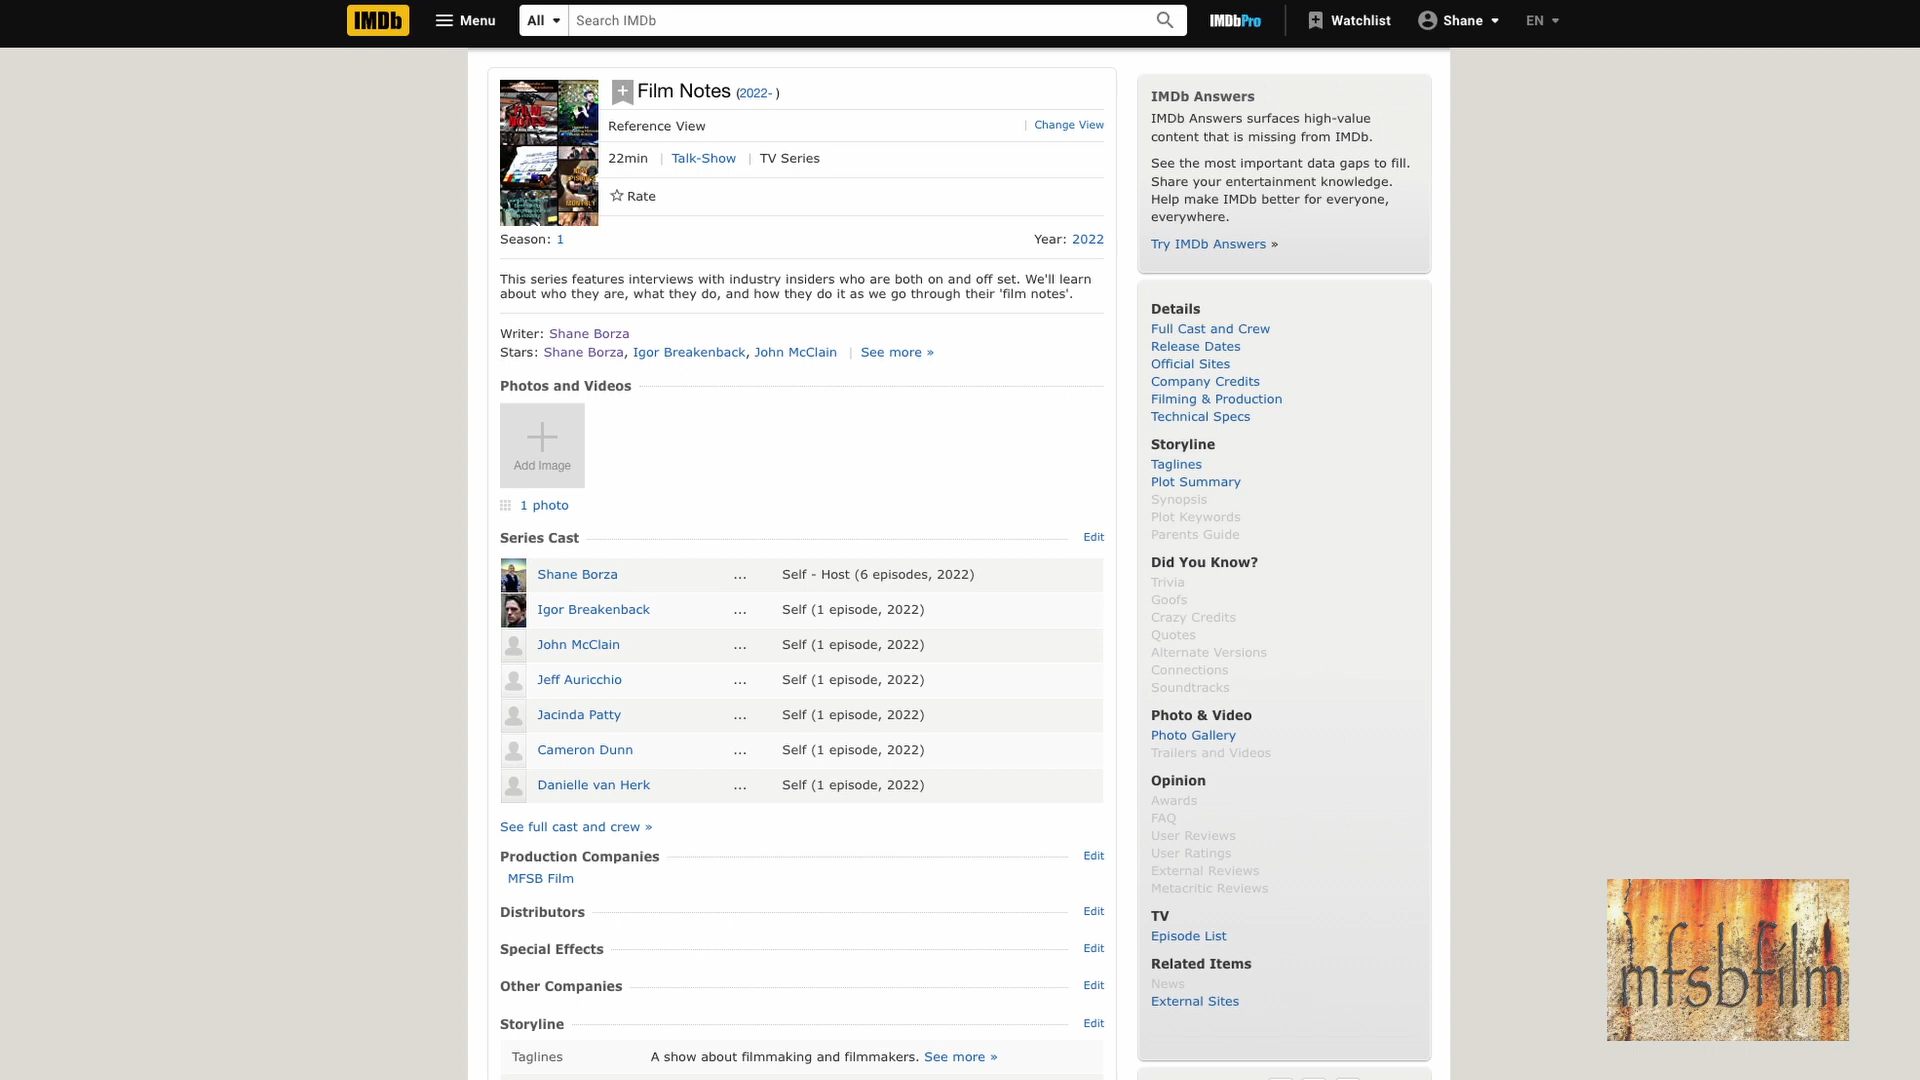 IMDb Menu All Search IMDb IMDbPro Watchlist Shane EN
Film Notes (2022- )
Reference View | Change View
22min | Talk-Show | TV Series
Rate
Season: 1 Year: 2022
This series features interviews with industry insiders who are both on and off set. We'll learn
about who they are, what they do, and how they do it as we go through their 'film notes'.
Writer: Shane Borza
Stars: Shane Borza, Igor Breakenback, John McClain | See more »
Photos and Videos
Add Image
1 photo
Series Cast Edit
Shane Borza ... Self - Host (6 episodes, 2022)
Igor Breakenback ... Self (1 episode, 2022)
John McClain ... Self (1 episode, 2022)
Jeff Auricchio ... Self (1 episode, 2022)
Jacinda Patty ... Self (1 episode, 2022)
Cameron Dunn ... Self (1 episode, 2022)
Danielle van Herk ... Self (1 episode, 2022)
See full cast and crew »
Production Companies Edit
MFSB Film
Distributors Edit
Special Effects Edit
Other Companies Edit
Storyline Edit
Taglines A show about filmmaking and filmmakers. See more »
IMDb Answers
IMDb Answers surfaces high-value
content that is missing from IMDb.
See the most important data gaps to fill.
Share your entertainment knowledge.
Help make IMDb better for everyone,
everywhere.
Try IMDb Answers »
Details
Full Cast and Crew
Release Dates
Official Sites
Company Credits
Filming & Production
Technical Specs
Storyline
Taglines
Plot Summary
Synopsis
Plot Keywords
Parents Guide
Did You Know?
Trivia
Goofs
Crazy Credits
Quotes
Alternate Versions
Connections
Soundtracks
Photo & Video
Photo Gallery
Trailers and Videos
Opinion
Awards
FAQ
User Reviews
User Ratings
External Reviews
Metacritic Reviews
TV
Episode List
Related Items
News
External Sites
mfsbfilm